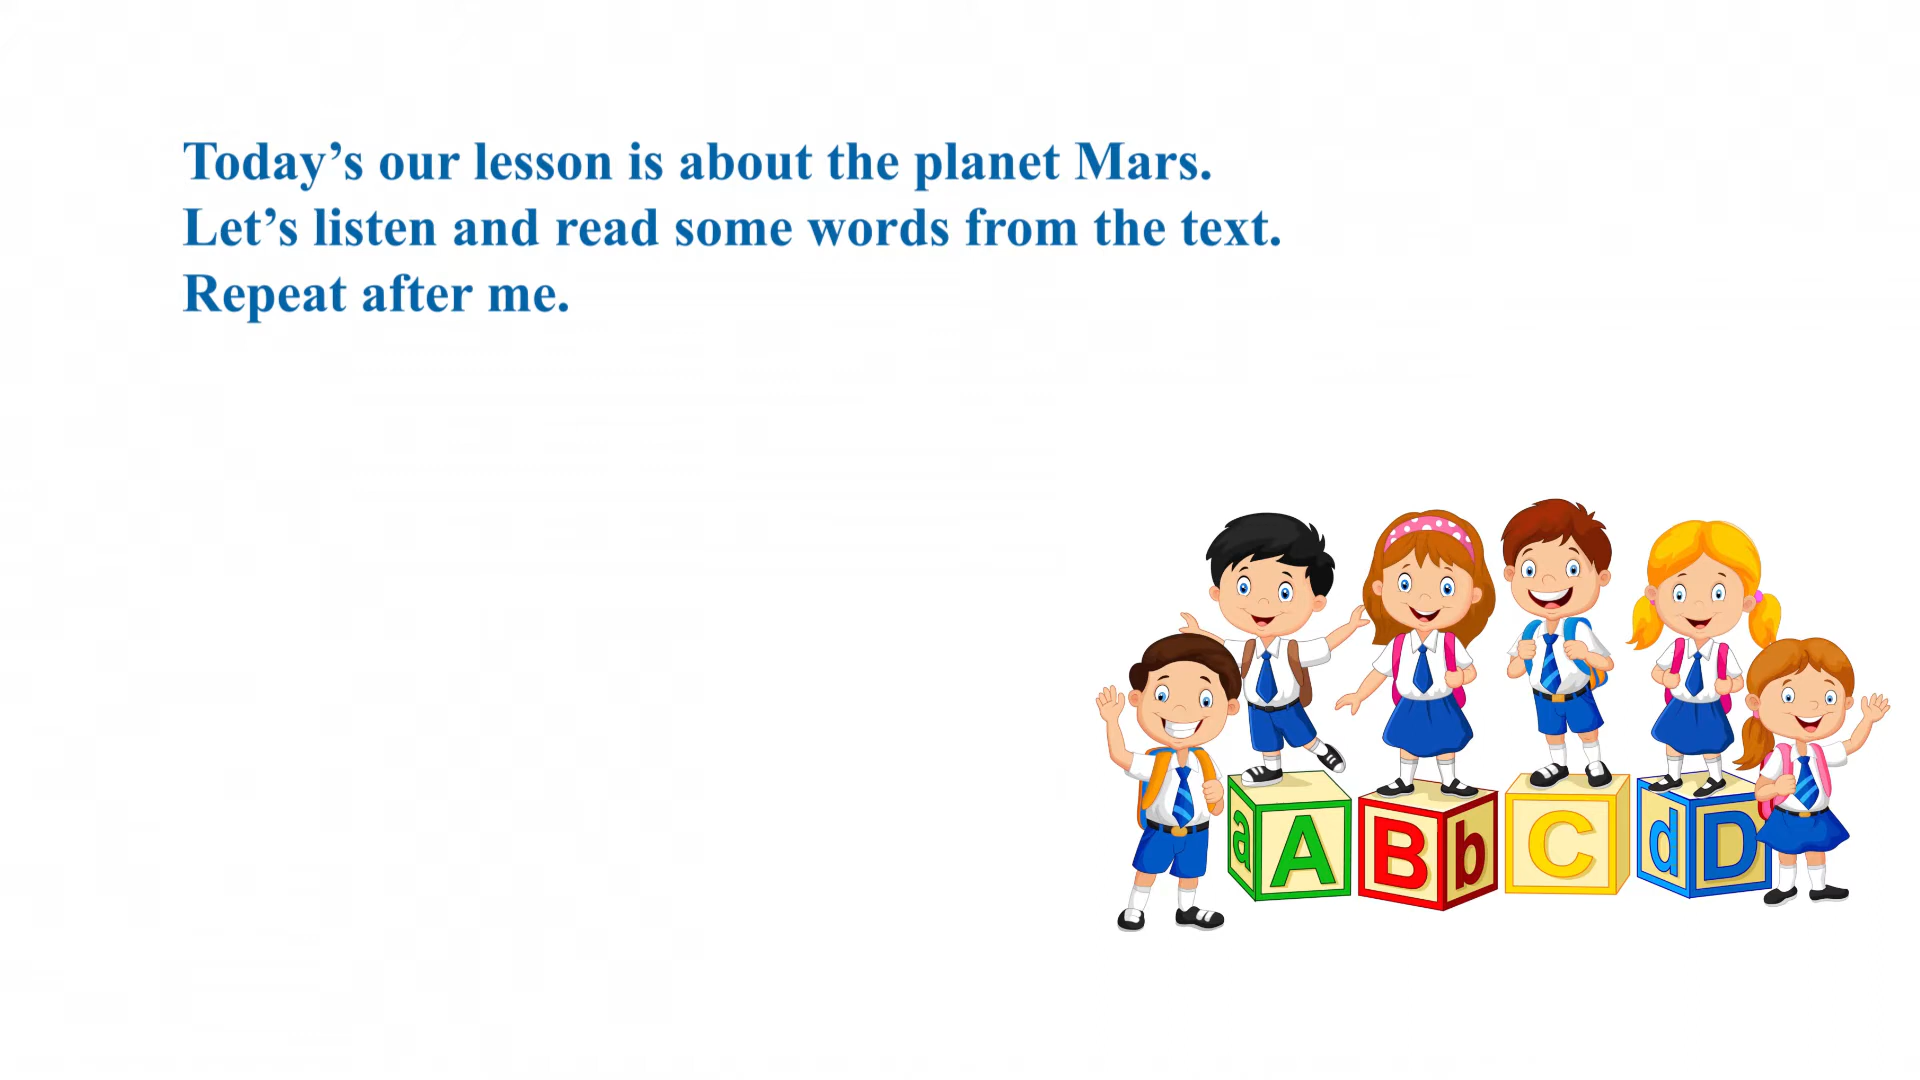 Today’s our lesson is about the planet Mars.
Let’s listen and read some words from the text.
Repeat after me.
a A B b C d D